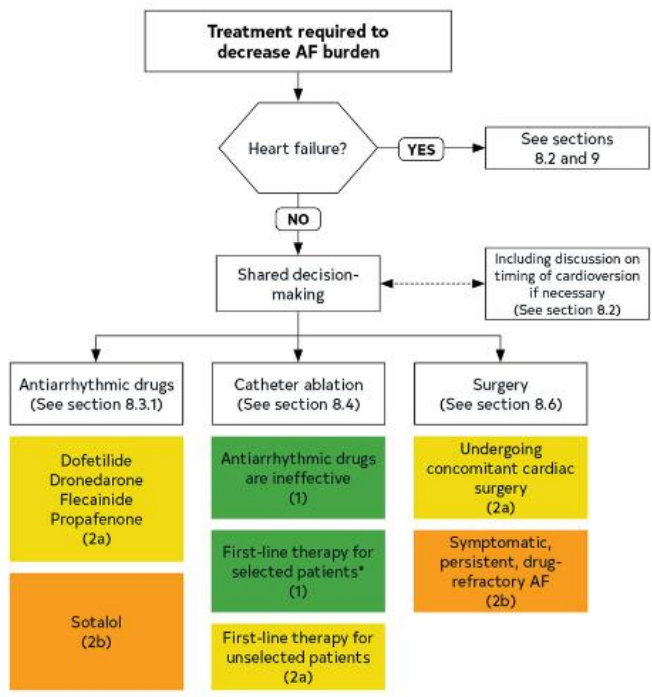 Treatment required to
decrease AF burden
Heart failure?
YES
See sections
8.2 and 9
NO
Shared decision-
making
Including discussion on
timing of cardioversion
if necessary
(See section 8.2)
Antiarrhythmic drugs
(See section 8.3.1)
Catheter ablation
(See section 8.4)
Surgery
(See section 8.6)
Dofetilide
Dronedarone
Flecainide
Propafenone
(2a)
Sotalol
(2b)
Antiarrhythmic drugs
are ineffective
(1)
First-line therapy for
selected patients*
(1)
First-line therapy for
unselected patients
(2a)
Undergoing
concomitant cardiac
surgery
(2a)
Symptomatic,
persistent, drug-
refractory AF
(2b)